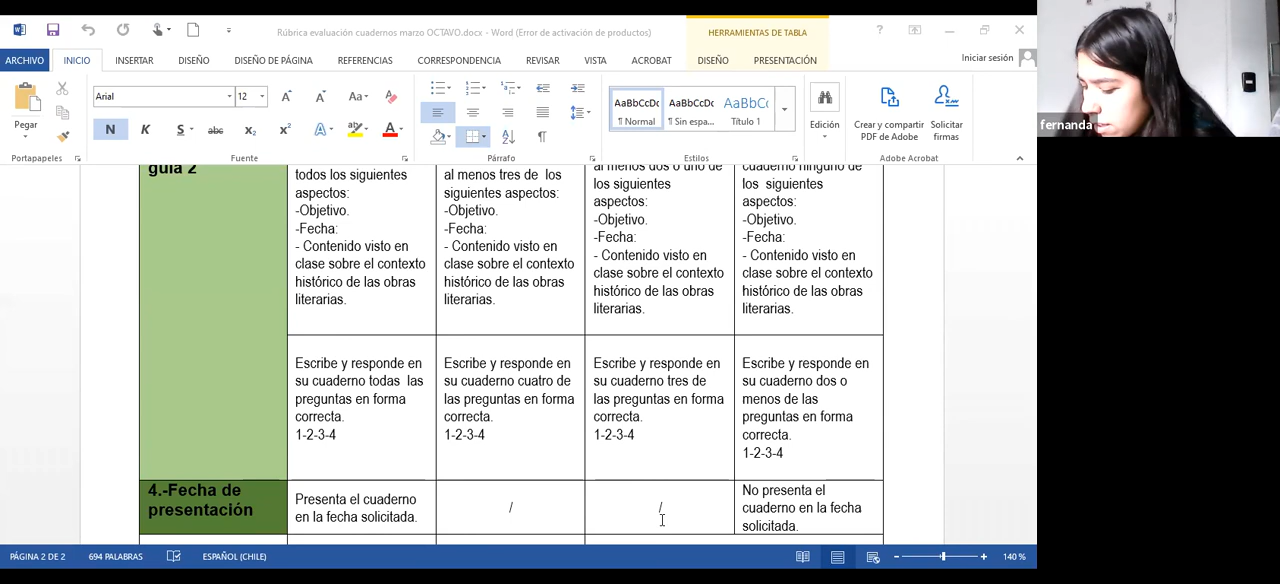 Rúbrica evaluación cuadernos marzo OCTAVO.docx - Word (Error de activación de productos)
HERRAMIENTAS DE TABLA
?
ARCHIVO INICIO INSERTAR DISEÑO DISEÑO DE PÁGINA REFERENCIAS CORRESPONDENCIA REVISAR VISTA ACROBAT DISEÑO PRESENTACIÓN Iniciar sesión
Pegar
Arial 12
Aa
N K S abc x₂ x² A A
AaBbCcDc AaBbCcDc AaBbCc
¶ Normal ¶ Sin espa... Título 1
Edición
Crear y compartir
PDF de Adobe
Solicitar
firmas
Portapapeles Fuente Párrafo Estilos Adobe Acrobat
fernanda
guía 2
todos los siguientes
aspectos:
-Objetivo.
-Fecha:
- Contenido visto en
clase sobre el contexto
histórico de las obras
literarias.
al menos tres de los
siguientes aspectos:
-Objetivo.
-Fecha:
- Contenido visto en
clase sobre el contexto
histórico de las obras
literarias.
al menos dos o uno de
los siguientes
aspectos:
-Objetivo.
-Fecha:
- Contenido visto en
clase sobre el contexto
histórico de las obras
literarias.
cuaderno ninguno de
los siguientes
aspectos:
-Objetivo.
-Fecha:
- Contenido visto en
clase sobre el contexto
histórico de las obras
literarias.
Escribe y responde en
su cuaderno todas las
preguntas en forma
correcta.
1-2-3-4
Escribe y responde en
su cuaderno cuatro de
las preguntas en forma
correcta.
1-2-3-4
Escribe y responde en
su cuaderno tres de
las preguntas en forma
correcta.
1-2-3-4
Escribe y responde en
su cuaderno dos o
menos de las
preguntas en forma
correcta.
1-2-3-4
4.-Fecha de
presentación
Presenta el cuaderno
en la fecha solicitada.
/
/
No presenta el
cuaderno en la fecha
solicitada.
PÁGINA 2 DE 2 694 PALABRAS ESPAÑOL (CHILE) 140 %